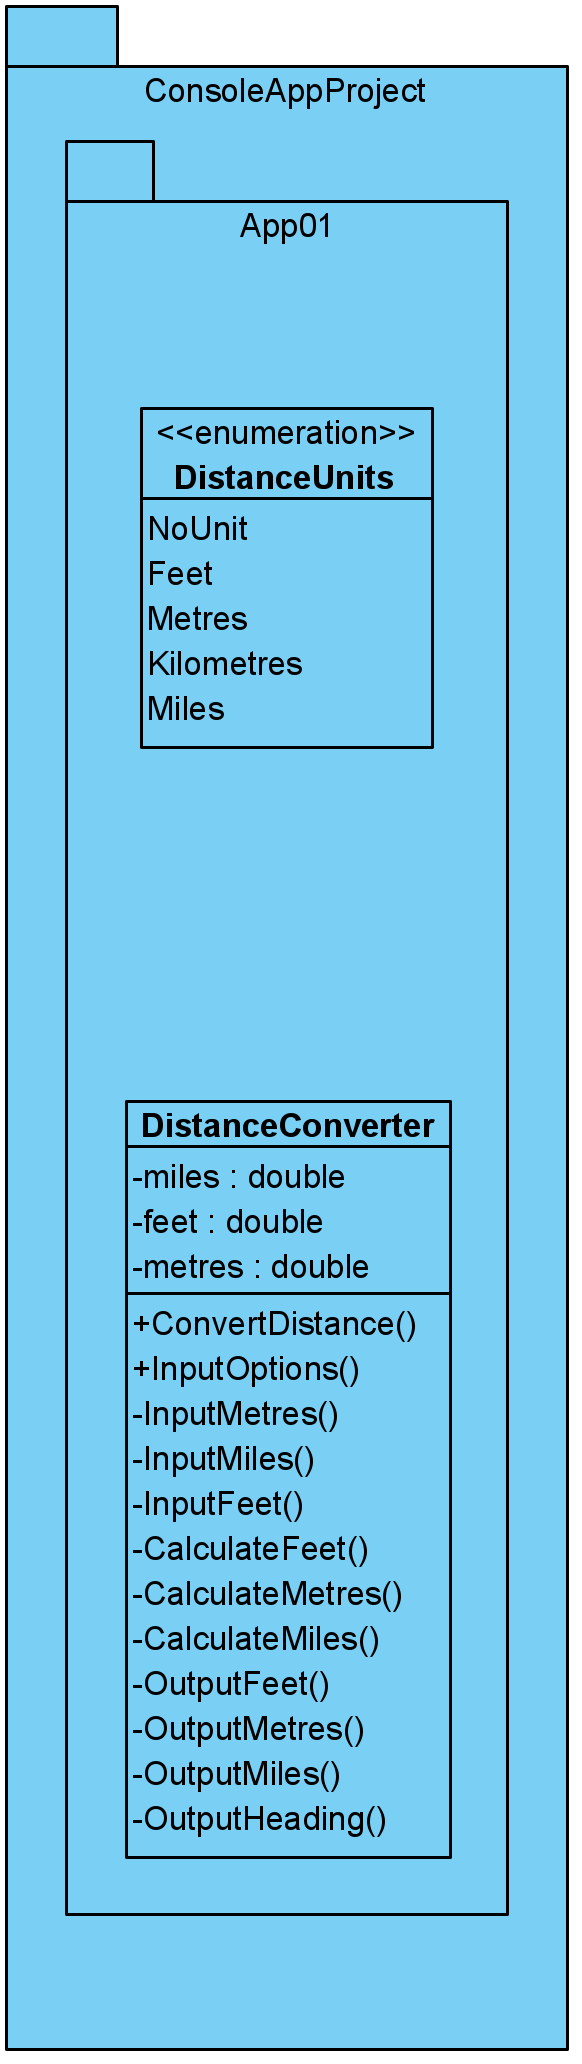 ConsoleAppProject
App01
<<enumeration>>
DistanceUnits
NoUnit
Feet
Metres
Kilometres
Miles
DistanceConverter
-miles : double
-feet : double
-metres : double
+ConvertDistance()
+InputOptions()
-InputMetres()
-InputMiles()
-InputFeet()
-CalculateFeet()
-CalculateMetres()
-CalculateMiles()
-OutputFeet()
-OutputMetres()
-OutputMiles()
-OutputHeading()